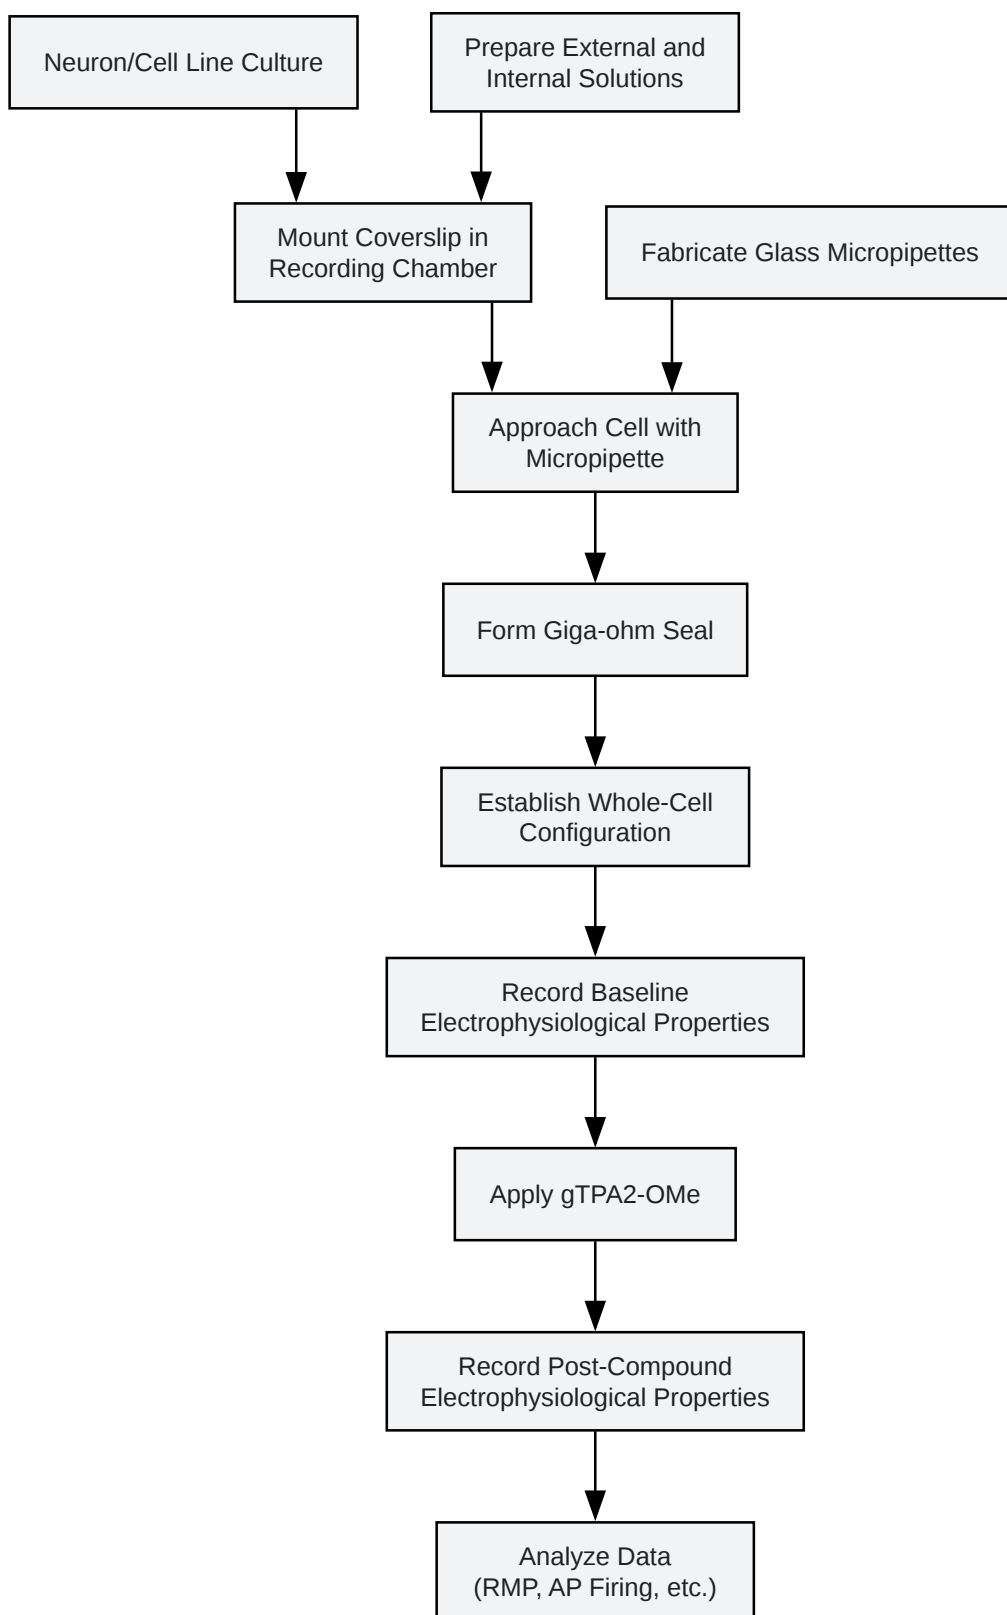 Neuron/Cell Line Culture
Prepare External and
Internal Solutions
Mount Coverslip in
Recording Chamber
Fabricate Glass Micropipettes
Approach Cell with
Micropipette
Form Giga-ohm Seal
Establish Whole-Cell
Configuration
Record Baseline
Electrophysiological Properties
Apply gTPA2-OMe
Record Post-Compound
Electrophysiological Properties
Analyze Data
(RMP, AP Firing, etc.)